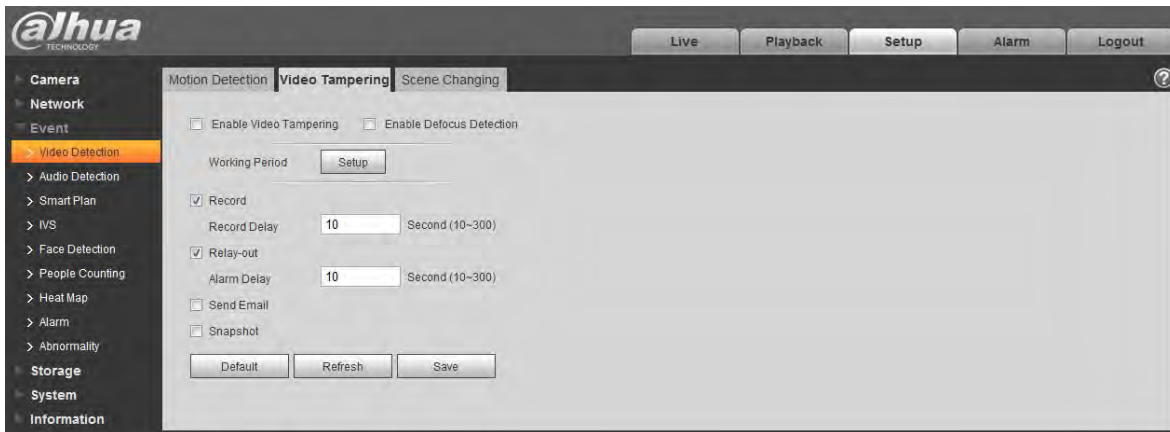 alhua
TECHNOLOGY
Live Playback Setup Alarm Logout
Camera
Network
Event
> Video Detection
> Audio Detection
> Smart Plan
> IVS
> Face Detection
> People Counting
> Heat Map
> Alarm
> Abnormality
Storage
System
Information
Motion Detection Video Tampering Scene Changing
?
Enable Video Tampering Enable Defocus Detection
Working Period Setup
Record
Record Delay 10 Second (10~300)
Relay-out
Alarm Delay 10 Second (10~300)
Send Email
Snapshot
Default Refresh Save